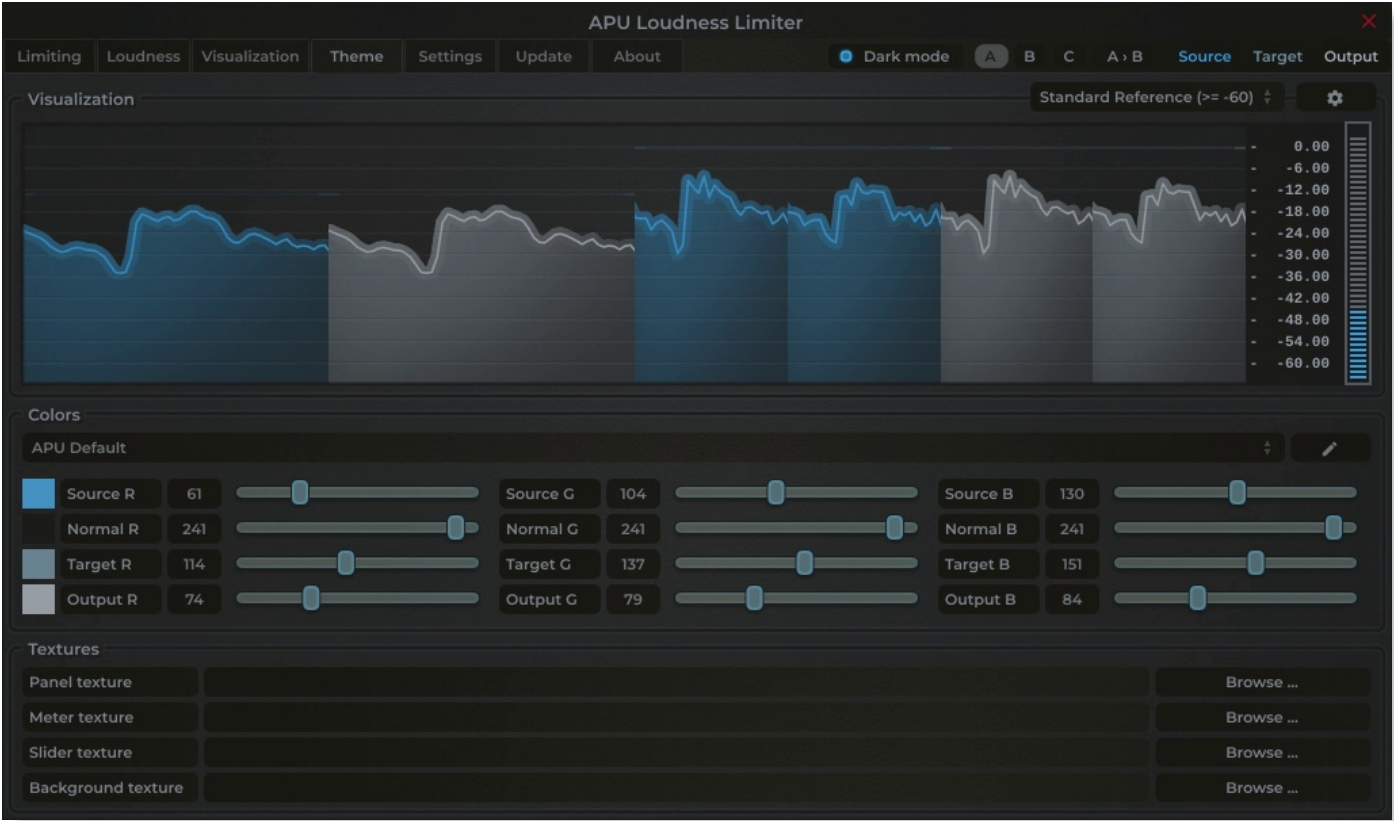 APU Loudness Limiter
Limiting Loudness Visualization Theme Settings Update About Dark mode A B C A › B Source Target Output
Visualization Standard Reference (>= -60)
- 0.00
- -6.00
- -12.00
- -18.00
- -24.00
- -30.00
- -36.00
- -42.00
- -48.00
- -54.00
- -60.00
Colors
APU Default
Source R 61 Source G 104 Source B 130
Normal R 241 Normal G 241 Normal B 241
Target R 114 Target G 137 Target B 151
Output R 74 Output G 79 Output B 84
Textures
Panel texture Browse ...
Meter texture Browse ...
Slider texture Browse ...
Background texture Browse ...